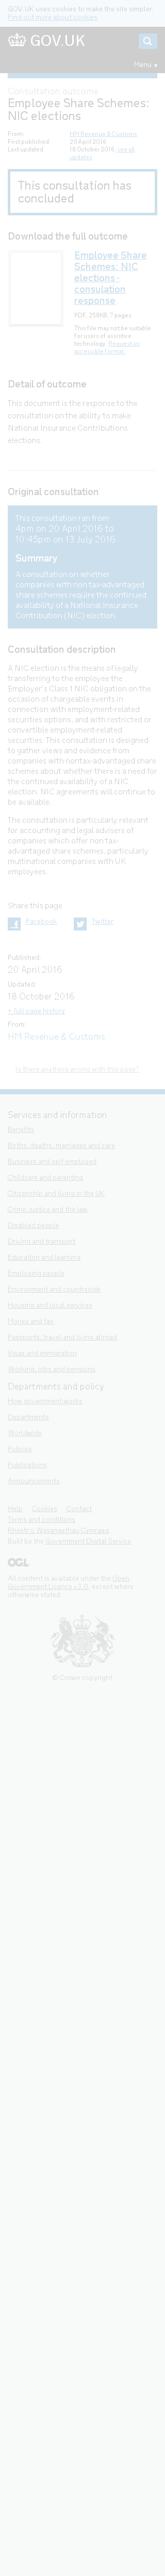 GOV.UK uses cookies to make the site simpler.
Find out more about cookies
GOV.UK
Menu
Consultation outcome
Employee Share Schemes:
NIC elections
From: HM Revenue & Customs
First published: 20 April 2016
Last updated: 18 October 2016, see all
updates
This consultation has
concluded
Download the full outcome
Employee Share
Schemes: NIC
elections -
consulation
response
PDF, 258KB, 7 pages
This file may not be suitable
for users of assistive
technology. Request an
accessible format.
Detail of outcome
This document is the response to the
consultation on the ability to make
National Insurance Contributions
elections.
Original consultation
This consultation ran from
4pm on 20 April 2016 to
10:45pm on 13 July 2016
Summary
A consultation on whether
companies with non tax-advantaged
share schemes require the continued
availability of a National Insurance
Contribution (NIC) election.
Consultation description
A NIC election is the means of legally
transferring to the employee the
Employer's Class 1 NIC obligation on the
occasion of chargeable events in
connection with employment-related
securities options, and with restricted or
convertible employment-related
securities. This consultation is intended
to gather views and evidence from
companies with nontax-advantaged share
schemes about whether there is a need for
the continued availability of a NIC
election. NIC agreements will continue to
be available.
This consultation is particularly relevant
for accounting and legal advisers of
companies which offer non tax-
advantaged share schemes, particularly
multinational companies with UK
employees.
Share this page
Facebook Twitter
Published:
20 April 2016
Updated:
18 October 2016
+ full page history
From:
HM Revenue & Customs
Is there anything wrong with this page?
Services and information
Benefits
Births, deaths, marriages and care
Business and self-employed
Childcare and parenting
Citizenship and living in the UK
Crime, justice and the law
Disabled people
Driving and transport
Education and learning
Employing people
Environment and countryside
Housing and local services
Money and tax
Passports, travel and living abroad
Visas and immigration
Working, jobs and pensions
Departments and policy
How government works
Departments
Worldwide
Policies
Publications
Announcements
Help Cookies Contact
Terms and conditions
Rhestr o Wasanaethau Cymraeg
Built by the Government Digital Service
OGL
All content is available under the Open
Government Licence v3.0, except where
otherwise stated
© Crown copyright